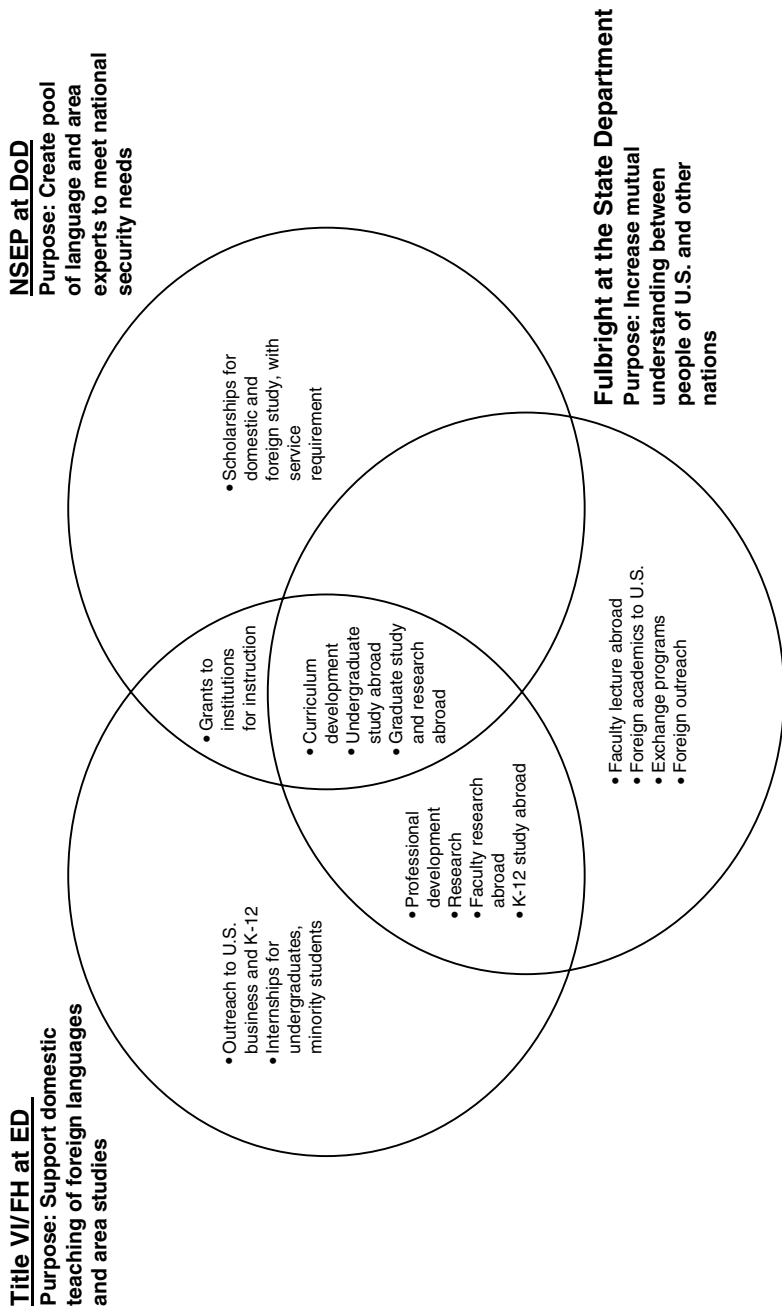 Title VI/FH at ED
Purpose: Support domestic
teaching of foreign languages
and area studies
NSEP at DoD
Purpose: Create pool
of language and area
experts to meet national
security needs
• Outreach to U.S.
business and K-12
• Internships for
undergraduates,
minority students
• Grants to
institutions
for instruction
• Scholarships for
domestic and
foreign study, with
service
requirement
• Curriculum
development
• Undergraduate
study abroad
• Graduate study
and research
abroad
• Professional
development
• Research
• Faculty research
abroad
• K-12 study abroad
• Faculty lecture abroad
• Foreign academics to U.S.
• Exchange programs
• Foreign outreach
Fulbright at the State Department
Purpose: Increase mutual
understanding between
people of U.S. and other
nations